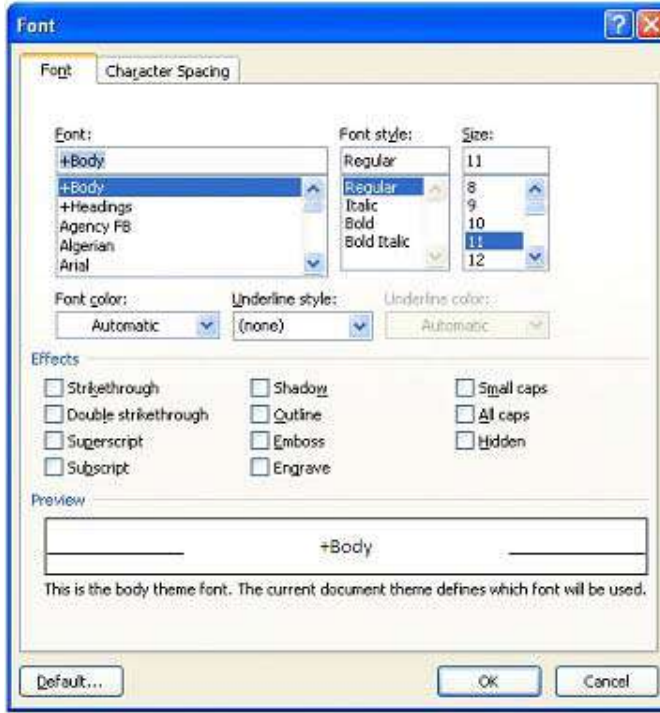 Font
Font Character Spacing
Font: Font style: Size:
+Body Regular 11
+Body Regular 8
+Headings Italic 9
Agency FB Bold 10
Algerian Bold Italic 11
Arial 12
Font color: Underline style: Underline color:
Automatic (none) Automatic
Effects
Strikethrough Shadow Small caps
Double strikethrough Outline All caps
Superscript Emboss Hidden
Subscript Engrave
Preview
+Body
This is the body theme font. The current document theme defines which font will be used.
Default... OK Cancel